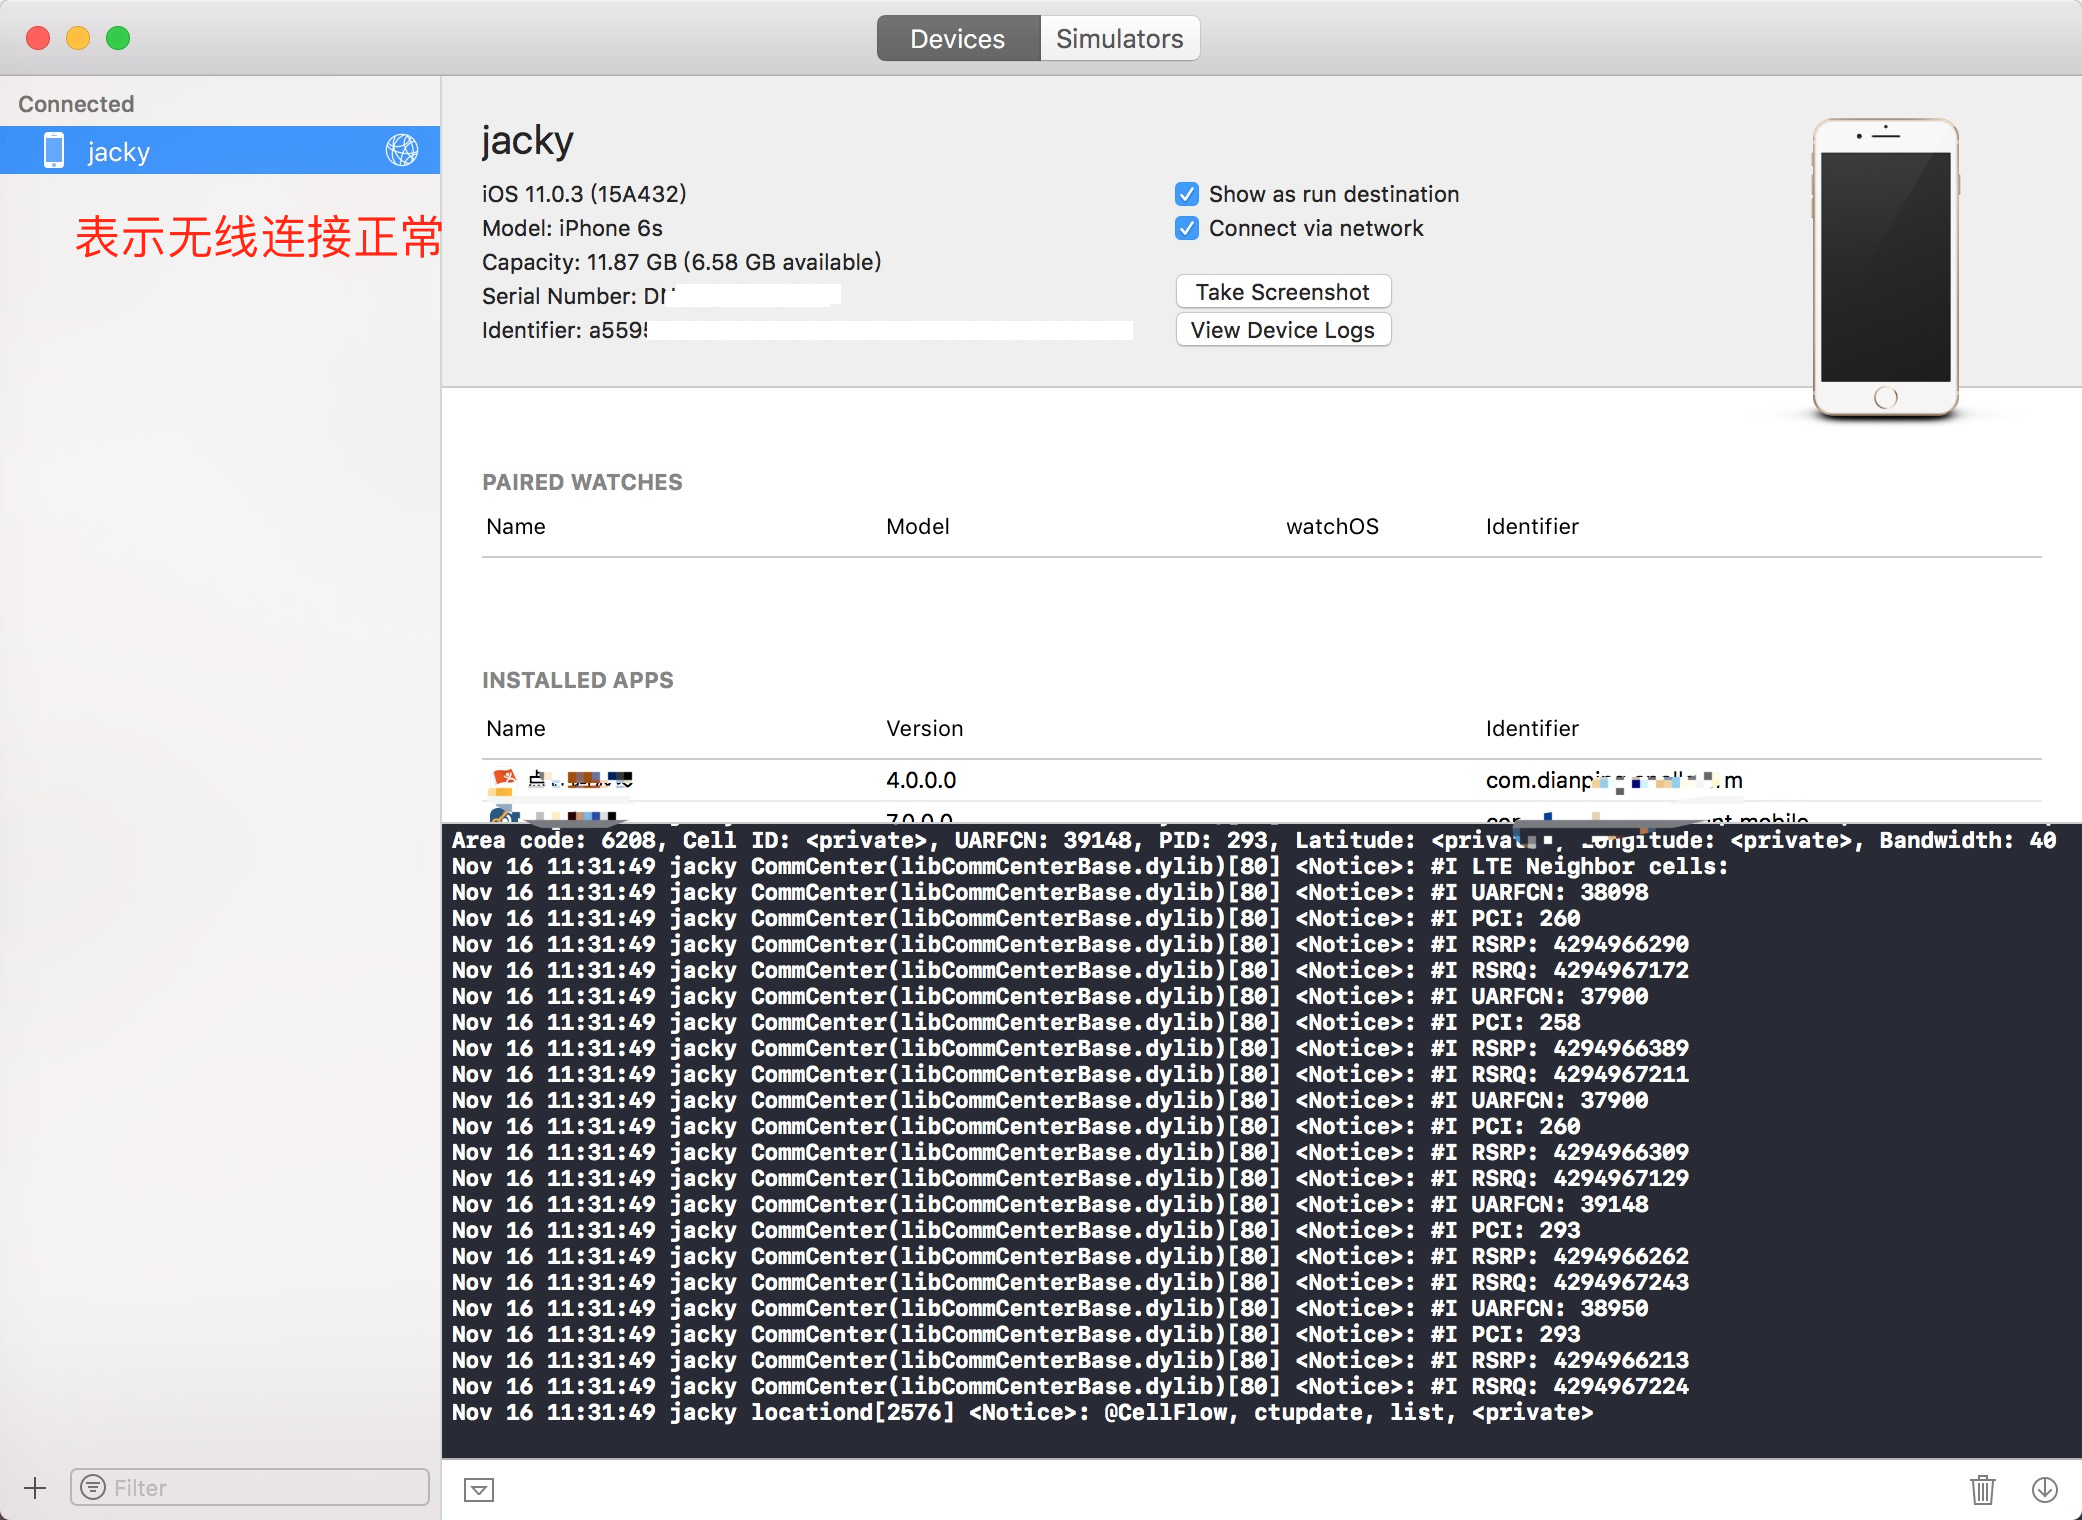 Devices
Simulators
Connected
jacky
表示无线连接正常
jacky
iOS 11.0.3 (15A432)
Model: iPhone 6s
Capacity: 11.87 GB (6.58 GB available)
Serial Number:
Identifier: a559
Show as run destination
Connect via network
Take Screenshot
View Device Logs
PAIRED WATCHES
Name Model watchOS Identifier
INSTALLED APPS
Name Version Identifier
4.0.0.0
7.0.0.0
Area code: 6208, Cell ID: <private>, UARFCN: 39148, PID: 293, Latitude: Longitude: <private>, Bandwidth: 40
Nov 16 11:31:49 jacky CommCenter(libCommCenterBase.dylib)[80] <Notice>: #I LTE Neighbor cells:
Nov 16 11:31:49 jacky CommCenter(libCommCenterBase.dylib)[80] <Notice>: #I UARFCN: 38098
Nov 16 11:31:49 jacky CommCenter(libCommCenterBase.dylib)[80] <Notice>: #I PCI: 260
Nov 16 11:31:49 jacky CommCenter(libCommCenterBase.dylib)[80] <Notice>: #I RSRP: 4294966290
Nov 16 11:31:49 jacky CommCenter(libCommCenterBase.dylib)[80] <Notice>: #I RSRQ: 4294967172
Nov 16 11:31:49 jacky CommCenter(libCommCenterBase.dylib)[80] <Notice>: #I UARFCN: 37900
Nov 16 11:31:49 jacky CommCenter(libCommCenterBase.dylib)[80] <Notice>: #I PCI: 258
Nov 16 11:31:49 jacky CommCenter(libCommCenterBase.dylib)[80] <Notice>: #I RSRP: 4294966389
Nov 16 11:31:49 jacky CommCenter(libCommCenterBase.dylib)[80] <Notice>: #I RSRQ: 4294967211
Nov 16 11:31:49 jacky CommCenter(libCommCenterBase.dylib)[80] <Notice>: #I UARFCN: 37900
Nov 16 11:31:49 jacky CommCenter(libCommCenterBase.dylib)[80] <Notice>: #I PCI: 260
Nov 16 11:31:49 jacky CommCenter(libCommCenterBase.dylib)[80] <Notice>: #I RSRP: 4294966309
Nov 16 11:31:49 jacky CommCenter(libCommCenterBase.dylib)[80] <Notice>: #I RSRQ: 4294967129
Nov 16 11:31:49 jacky CommCenter(libCommCenterBase.dylib)[80] <Notice>: #I UARFCN: 39148
Nov 16 11:31:49 jacky CommCenter(libCommCenterBase.dylib)[80] <Notice>: #I PCI: 293
Nov 16 11:31:49 jacky CommCenter(libCommCenterBase.dylib)[80] <Notice>: #I RSRP: 4294966262
Nov 16 11:31:49 jacky CommCenter(libCommCenterBase.dylib)[80] <Notice>: #I RSRQ: 4294967243
Nov 16 11:31:49 jacky CommCenter(libCommCenterBase.dylib)[80] <Notice>: #I UARFCN: 38950
Nov 16 11:31:49 jacky CommCenter(libCommCenterBase.dylib)[80] <Notice>: #I PCI: 293
Nov 16 11:31:49 jacky CommCenter(libCommCenterBase.dylib)[80] <Notice>: #I RSRP: 4294966213
Nov 16 11:31:49 jacky CommCenter(libCommCenterBase.dylib)[80] <Notice>: #I RSRQ: 4294967224
Nov 16 11:31:49 jacky locationd[2576] <Notice>: @CellFlow, ctupdate, list, <private>
Filter